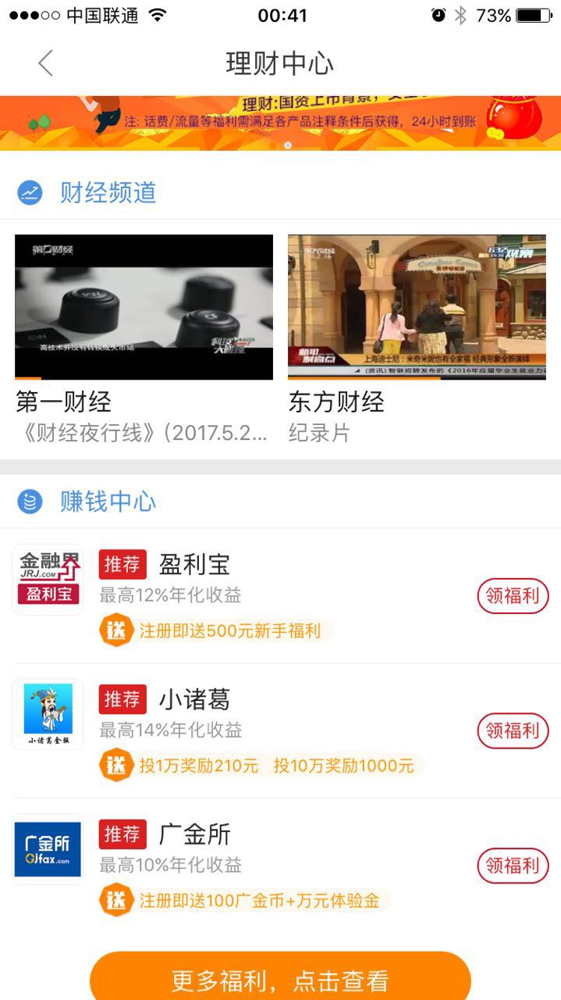 中国联通
00:41
73%
理财中心
理财:国资上市背景，
注: 话费/流量等福利需满足各产品注释条件后获得，24小时到账
财经频道
第一财经
PW
CF
高技术并没有转换成大市场
东方财经
新闻
制高点
上海迪士尼：米奇米妮也有全家福 经典形象全新演绎
(资讯) 智联招聘发布的《2016年应届毕业生就业力
第一财经
东方财经
《财经夜行线》(2017.5.2...
纪录片
赚钱中心
金融界
JRJ.COM
盈利宝
推荐 盈利宝
最高12%年化收益
领福利
送 注册即送500元新手福利
小诸葛金服
推荐 小诸葛
最高14%年化收益
领福利
送 投1万奖励210元 投10万奖励1000元
广金所
Gjfax.com
推荐 广金所
最高10%年化收益
领福利
送 注册即送100广金币+万元体验金
更多福利，点击查看